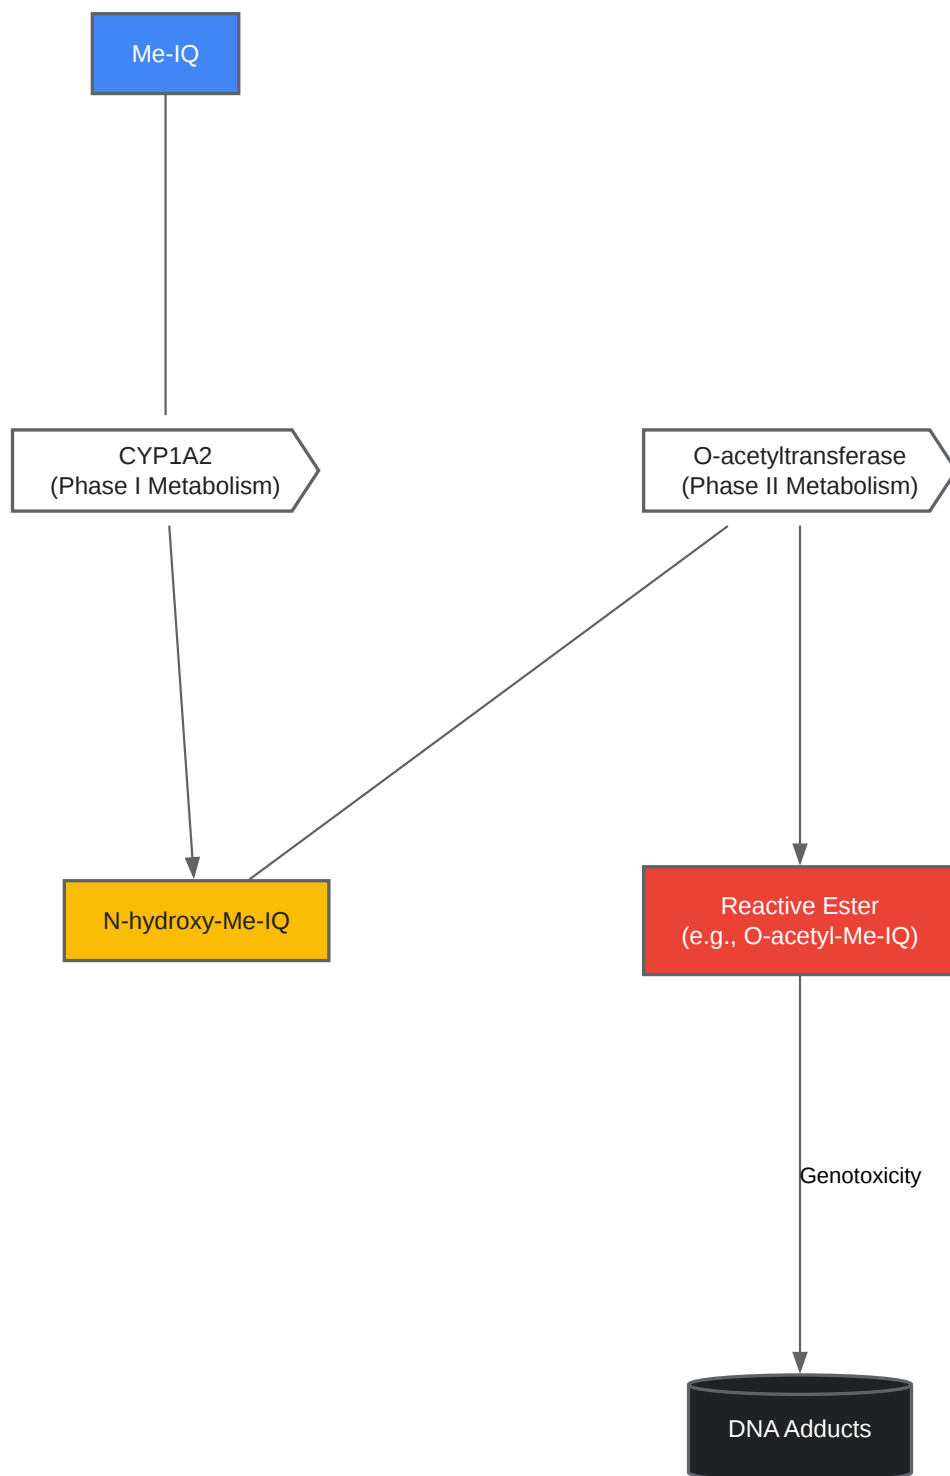 Me-IQ
CYP1A2
(Phase I Metabolism)
O-acetyltransferase
(Phase II Metabolism)
N-hydroxy-Me-IQ
Reactive Ester
(e.g., O-acetyl-Me-IQ)
Genotoxicity
DNA Adducts